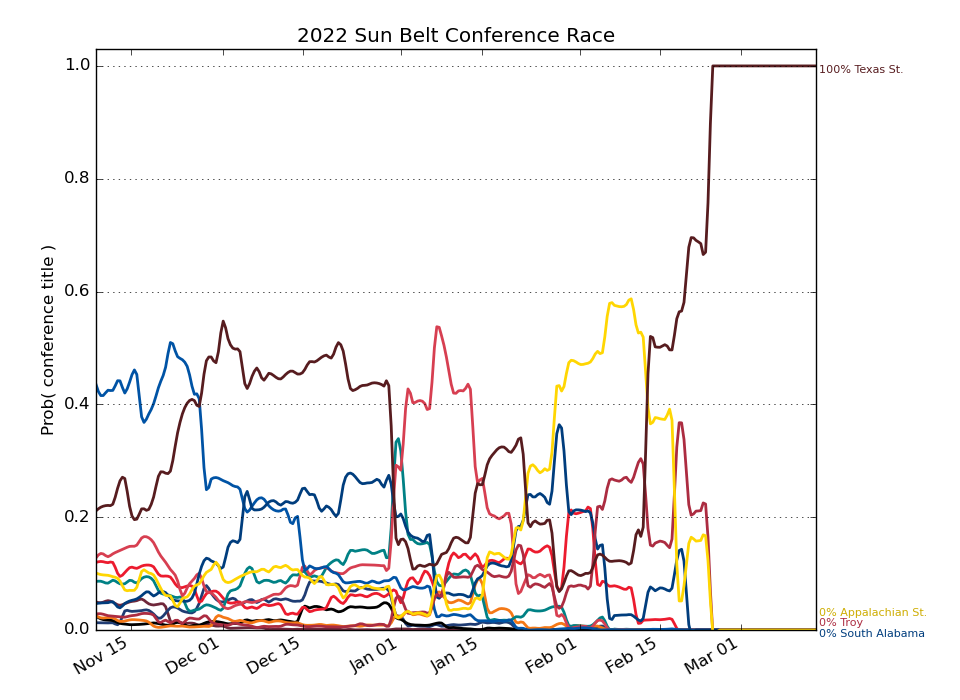 2022 Sun Belt Conference Race
Prob( conference title )
1.0
0.8
0.6
0.4
0.2
0.0
100% Texas St.
0% Appalachian St.
0% Troy
0% South Alabama
Nov 15
Dec 01
Dec 15
Jan 01
Jan 15
Feb 01
Feb 15
Mar 01